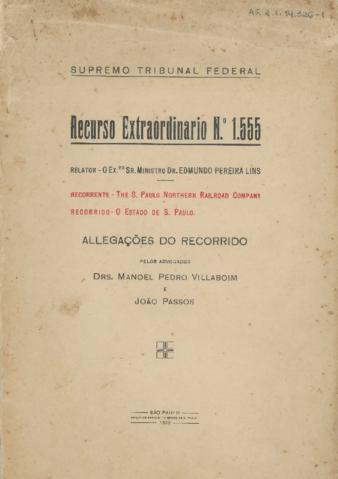 SUPREMO TRIBUNAL FEDERAL
Recurso Extraordinario N.º 1.555
RELATOR - O EX.mo SR. MINISTRO DR. EDMUNDO PEREIRA LINS
RECORRENTE - THE S. PAULO NORTHERN RAILROAD COMPANY
RECORRIDO - O ESTADO DE S. PAULO.
ALLEGAÇÕES DO RECORRIDO
PELOS ADVOGADOS
DRS. MANOEL PEDRO VILLABOIM
E
JOÃO PASSOS
SÃO PAULO